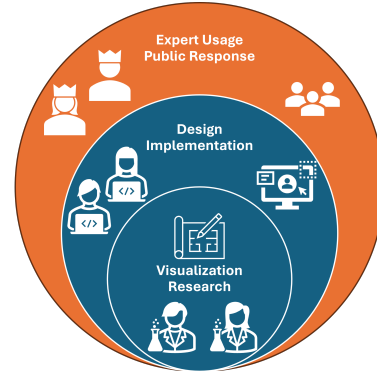 Expert Usage
Public Response
Design
Implementation
</>
</>
Visualization
Research